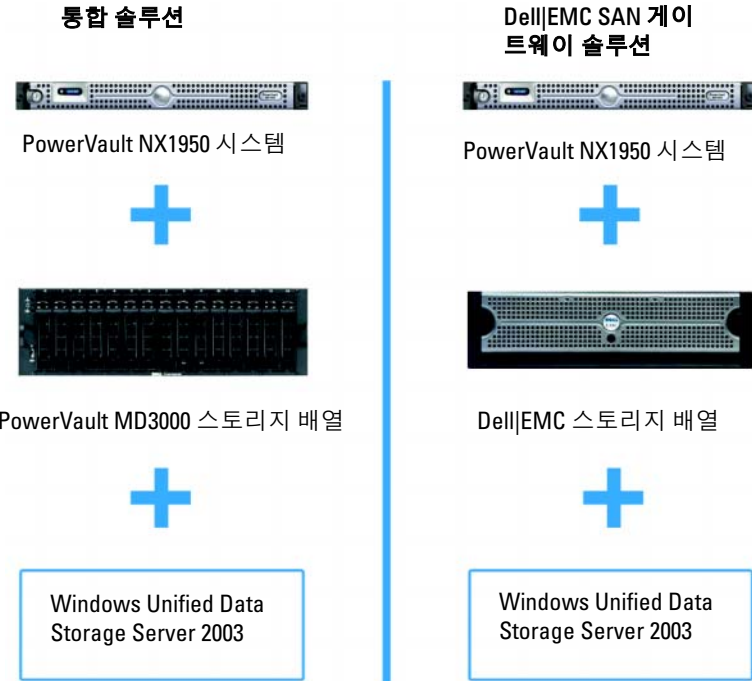 통합 솔루션
PowerVault NX1950 시스템
PowerVault MD3000 스토리지 배열
Windows Unified Data
Storage Server 2003
Dell|EMC SAN 게이
트웨이 솔루션
PowerVault NX1950 시스템
Dell|EMC 스토리지 배열
Windows Unified Data
Storage Server 2003